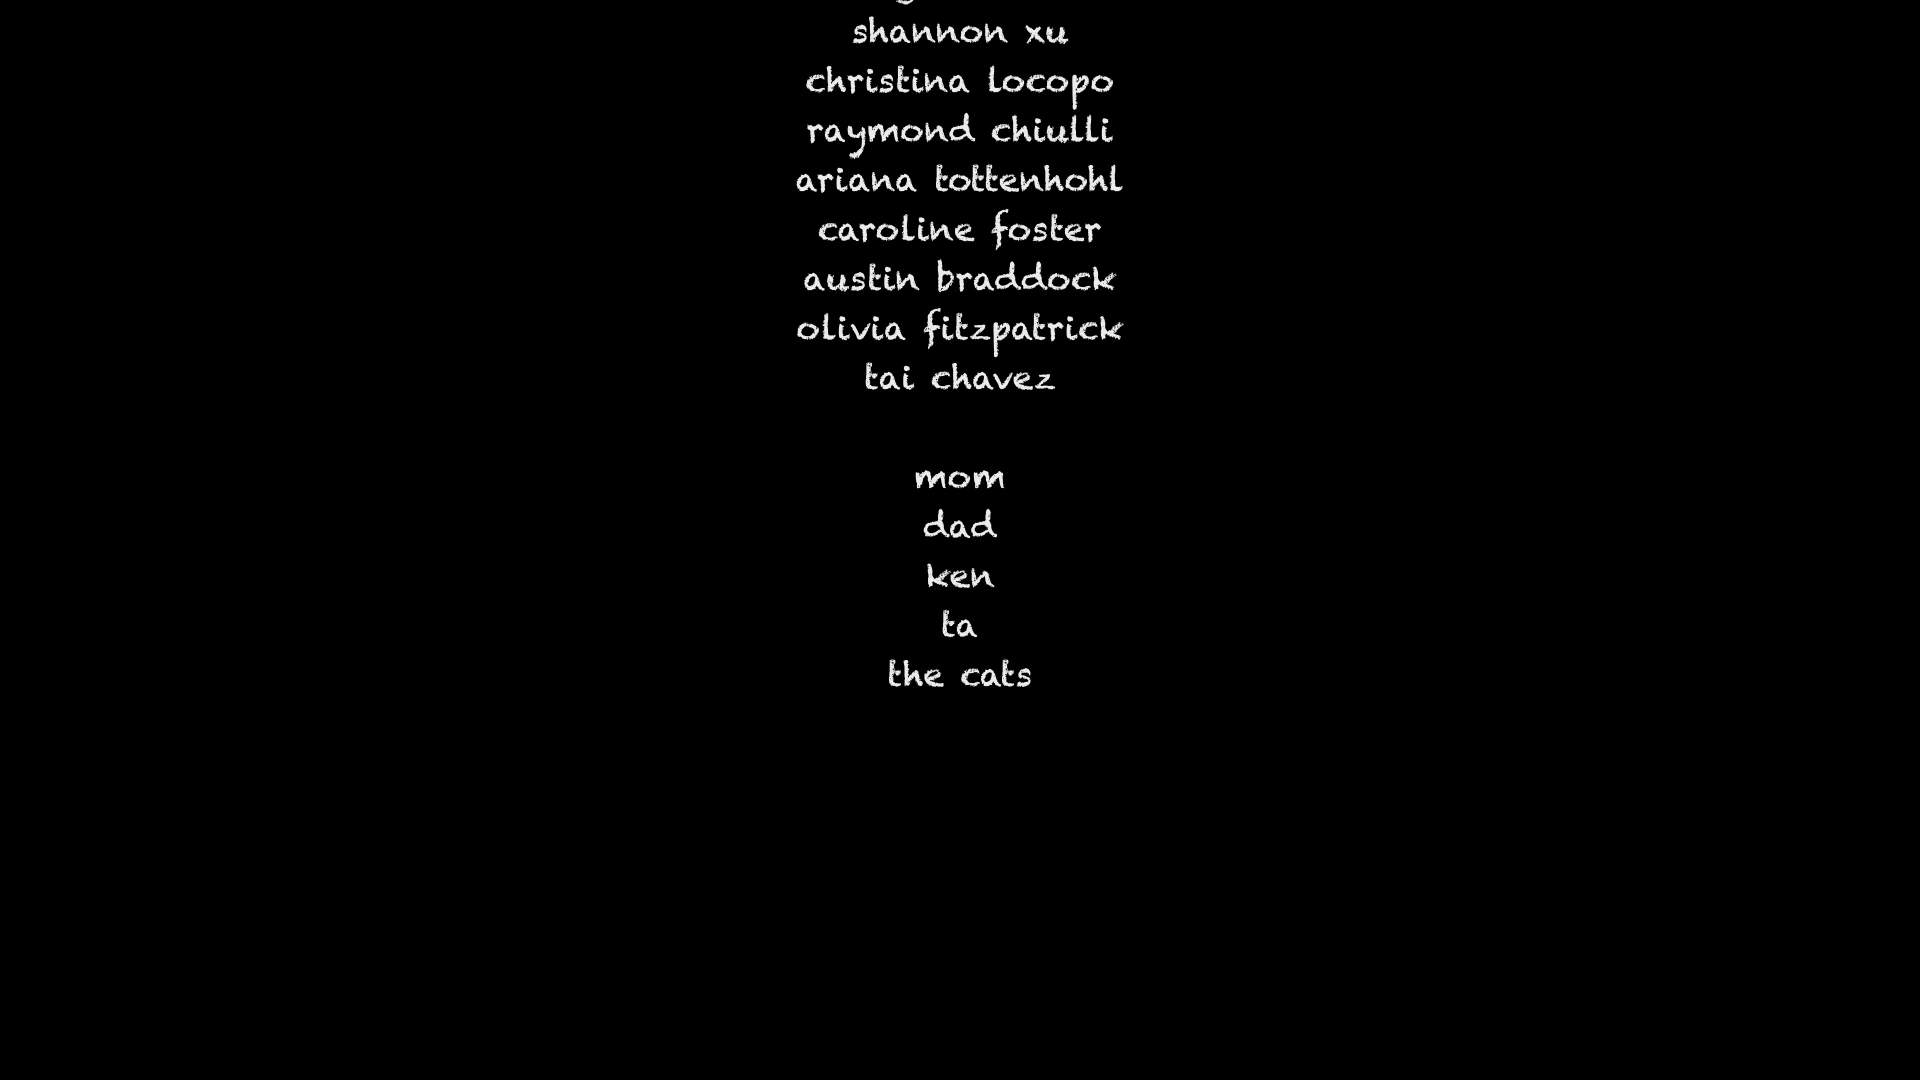 shannon xu
christina locopo
raymond chiulli
ariana tottenhohl
caroline foster
austin braddock
olivia fitzpatrick
tai chavez
mom
dad
ken
ta
the cats